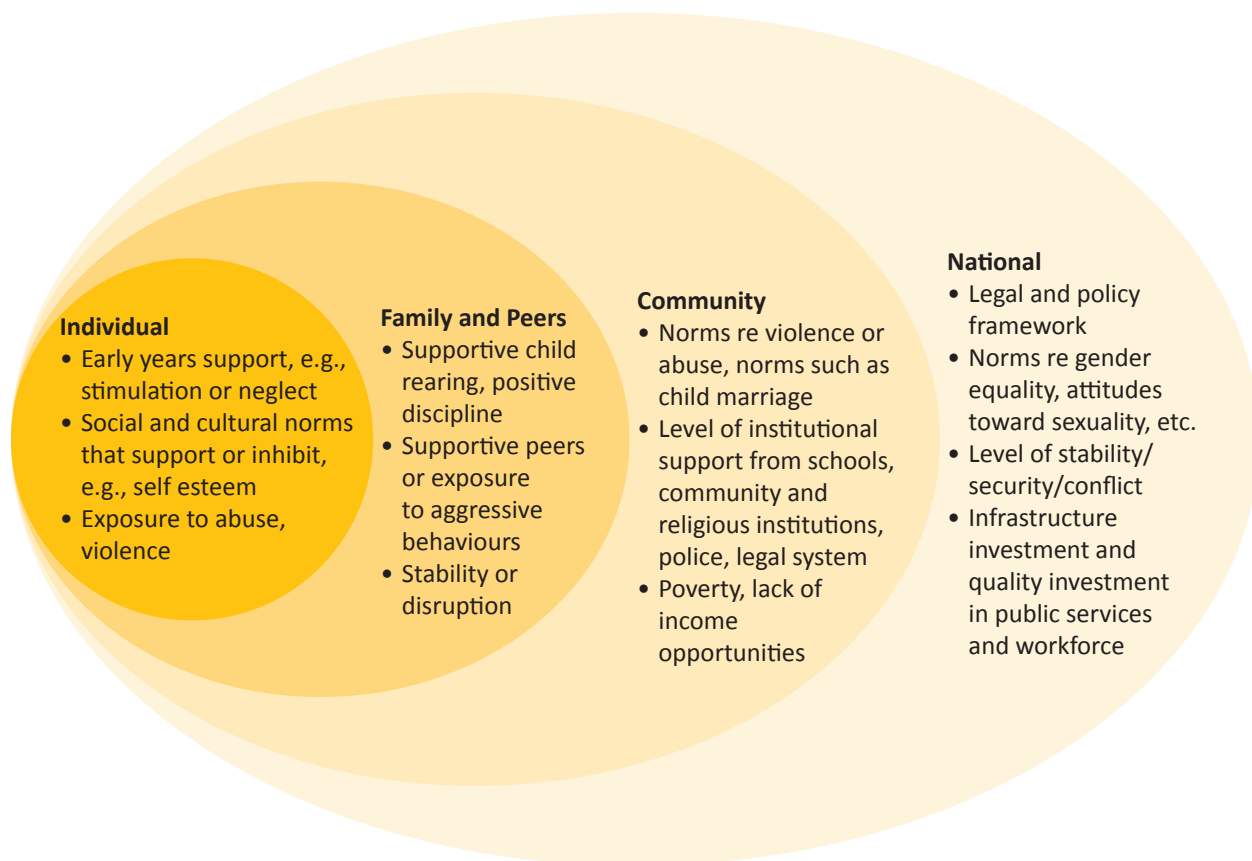 Individual
• Early years support, e.g.,
stimulation or neglect
• Social and cultural norms
that support or inhibit,
e.g., self esteem
• Exposure to abuse,
violence
Family and Peers
• Supportive child
rearing, positive
discipline
• Supportive peers
or exposure
to aggressive
behaviours
• Stability or
disruption
Community
• Norms re violence or
abuse, norms such as
child marriage
• Level of institutional
support from schools,
community and
religious institutions,
police, legal system
• Poverty, lack of
income
opportunities
National
• Legal and policy
framework
• Norms re gender
equality, attitudes
toward sexuality, etc.
• Level of stability/
security/conflict
• Infrastructure
investment and
quality investment
in public services
and workforce